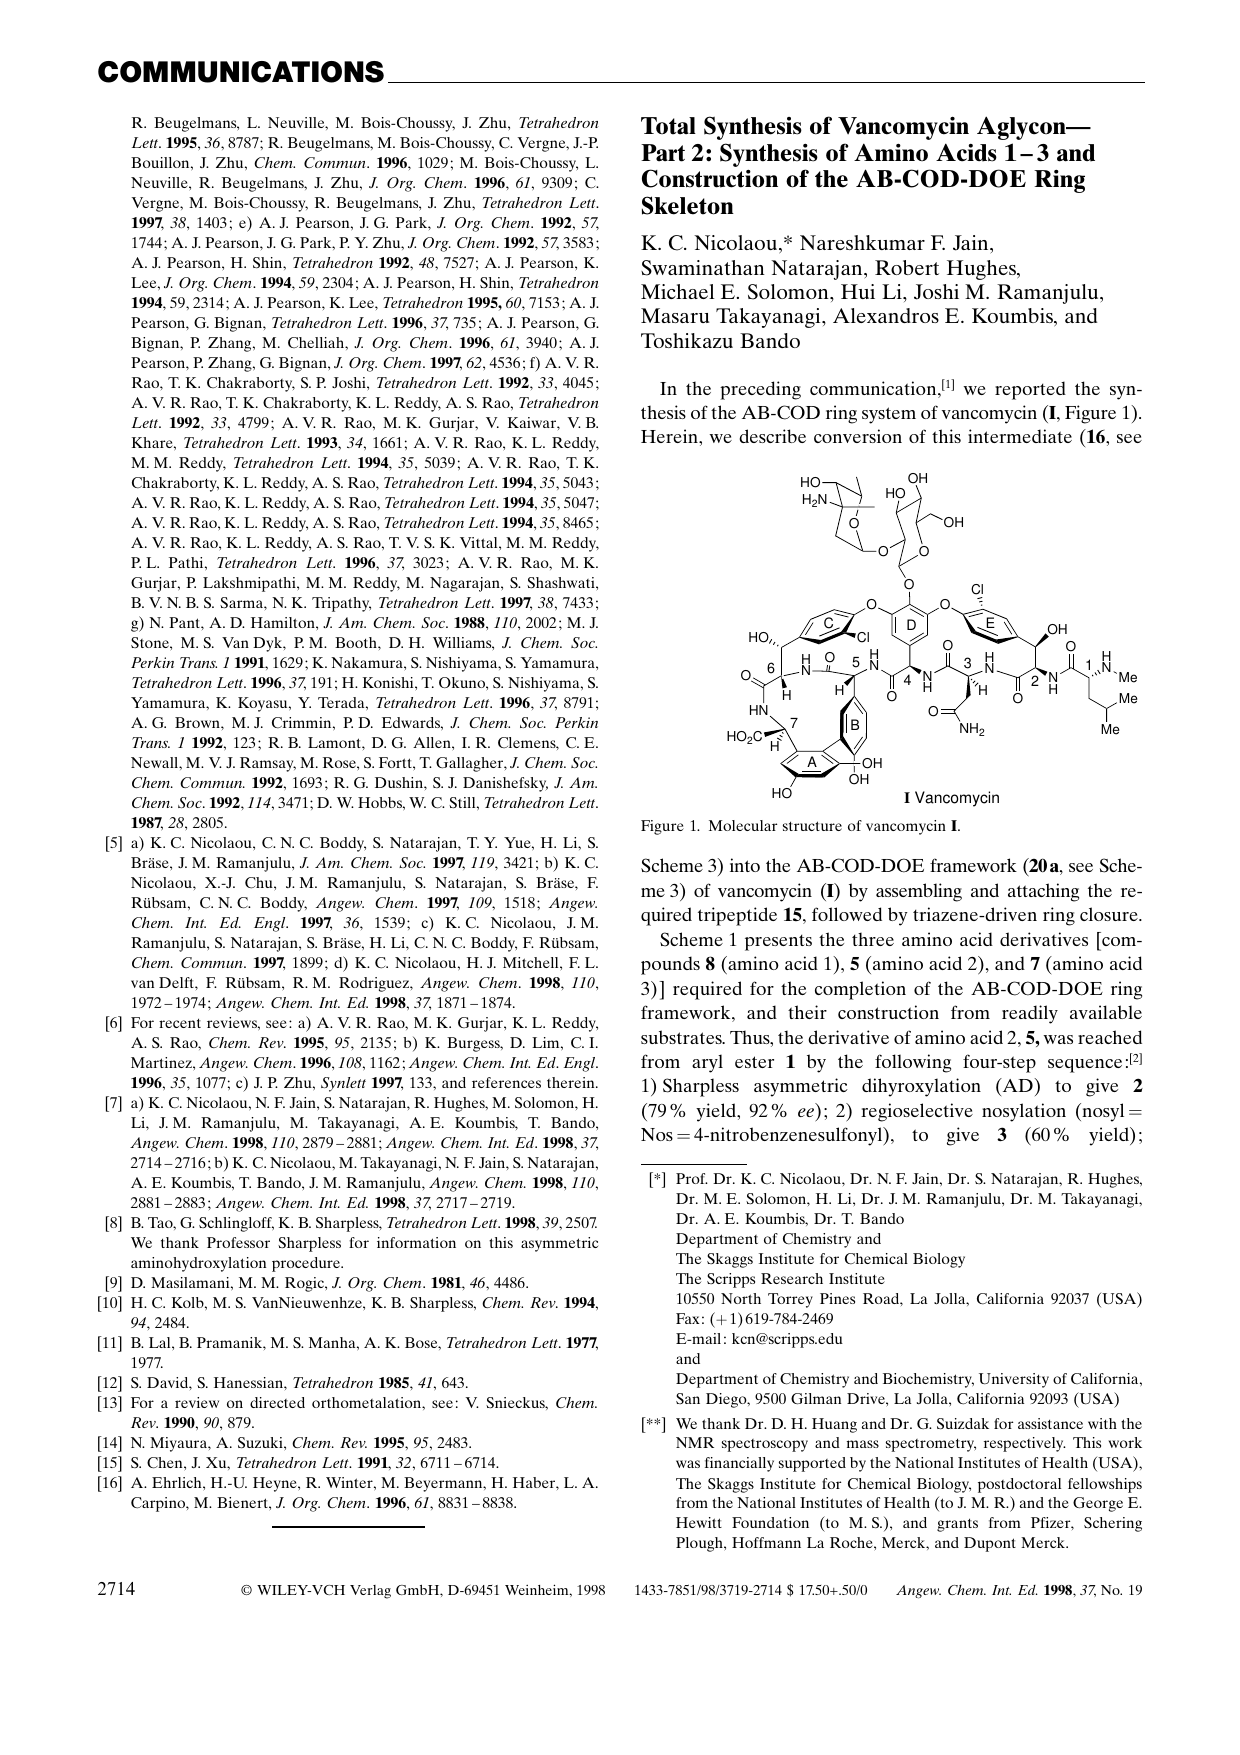 COMMUNICATIONS
R. Beugelmans, L. Neuville, M. Bois-Choussy, J. Zhu, Tetrahedron
Lett. 1995, 36, 8787; R. Beugelmans, M. Bois-Choussy, C. Vergne, J.-P.
Bouillon, J. Zhu, Chem. Commun. 1996, 1029; M. Bois-Choussy, L.
Neuville, R. Beugelmans, J. Zhu, J. Org. Chem. 1996, 61, 9309; C.
Vergne, M. Bois-Choussy, R. Beugelmans, J. Zhu, Tetrahedron Lett.
1997, 38, 1403; e) A. J. Pearson, J. G. Park, J. Org. Chem. 1992, 57,
1744; A. J. Pearson, J. G. Park, P. Y. Zhu, J. Org. Chem. 1992, 57, 3583;
A. J. Pearson, H. Shin, Tetrahedron 1992, 48, 7527; A. J. Pearson, K.
Lee, J. Org. Chem. 1994, 59, 2304; A. J. Pearson, H. Shin, Tetrahedron
1994, 59, 2314; A. J. Pearson, K. Lee, Tetrahedron 1995, 60, 7153; A. J.
Pearson, G. Bignan, Tetrahedron Lett. 1996, 37, 735; A. J. Pearson, G.
Bignan, P. Zhang, M. Chelliah, J. Org. Chem. 1996, 61, 3940; A. J.
Pearson, P. Zhang, G. Bignan, J. Org. Chem. 1997, 62, 4536; f) A. V. R.
Rao, T. K. Chakraborty, S. P. Joshi, Tetrahedron Lett. 1992, 33, 4045;
A. V. R. Rao, T. K. Chakraborty, K. L. Reddy, A. S. Rao, Tetrahedron
Lett. 1992, 33, 4799; A. V. R. Rao, M. K. Gurjar, V. Kaiwar, V. B.
Khare, Tetrahedron Lett. 1993, 34, 1661; A. V. R. Rao, K. L. Reddy,
M. M. Reddy, Tetrahedron Lett. 1994, 35, 5039; A. V. R. Rao, T. K.
Chakraborty, K. L. Reddy, A. S. Rao, Tetrahedron Lett. 1994, 35, 5043;
A. V. R. Rao, K. L. Reddy, A. S. Rao, Tetrahedron Lett. 1994, 35, 5047;
A. V. R. Rao, K. L. Reddy, A. S. Rao, Tetrahedron Lett. 1994, 35, 8465;
A. V. R. Rao, K. L. Reddy, A. S. Rao, T. V. S. K. Vittal, M. M. Reddy,
P. L. Pathi, Tetrahedron Lett. 1996, 37, 3023; A. V. R. Rao, M. K.
Gurjar, P. Lakshmipathi, M. M. Reddy, M. Nagarajan, S. Shashwati,
B. V. N. B. S. Sarma, N. K. Tripathy, Tetrahedron Lett. 1997, 38, 7433;
g) N. Pant, A. D. Hamilton, J. Am. Chem. Soc. 1988, 110, 2002; M. J.
Stone, M. S. Van Dyk, P. M. Booth, D. H. Williams, J. Chem. Soc.
Perkin Trans. 1 1991, 1629; K. Nakamura, S. Nishiyama, S. Yamamura,
Tetrahedron Lett. 1996, 37, 191; H. Konishi, T. Okuno, S. Nishiyama, S.
Yamamura, K. Koyasu, Y. Terada, Tetrahedron Lett. 1996, 37, 8791;
A. G. Brown, M. J. Crimmin, P. D. Edwards, J. Chem. Soc. Perkin
Trans. 1 1992, 123; R. B. Lamont, D. G. Allen, I. R. Clemens, C. E.
Newall, M. V. J. Ramsay, M. Rose, S. Fortt, T. Gallagher, J. Chem. Soc.
Chem. Commun. 1992, 1693; R. G. Dushin, S. J. Danishefsky, J. Am.
Chem. Soc. 1992, 114, 3471; D. W. Hobbs, W. C. Still, Tetrahedron Lett.
1987, 28, 2805.
[5] a) K. C. Nicolaou, C. N. C. Boddy, S. Natarajan, T. Y. Yue, H. Li, S.
Bräse, J. M. Ramanjulu, J. Am. Chem. Soc. 1997, 119, 3421; b) K. C.
Nicolaou, X.-J. Chu, J. M. Ramanjulu, S. Natarajan, S. Bräse, F.
Rübsam, C. N. C. Boddy, Angew. Chem. 1997, 109, 1518; Angew.
Chem. Int. Ed. Engl. 1997, 36, 1539; c) K. C. Nicolaou, J. M.
Ramanjulu, S. Natarajan, S. Bräse, H. Li, C. N. C. Boddy, F. Rübsam,
Chem. Commun. 1997, 1899; d) K. C. Nicolaou, H. J. Mitchell, F. L.
van Delft, F. Rübsam, R. M. Rodriguez, Angew. Chem. 1998, 110,
1972–1974; Angew. Chem. Int. Ed. 1998, 37, 1871–1874.
[6] For recent reviews, see: a) A. V. R. Rao, M. K. Gurjar, K. L. Reddy,
A. S. Rao, Chem. Rev. 1995, 95, 2135; b) K. Burgess, D. Lim, C. I.
Martinez, Angew. Chem. 1996, 108, 1162; Angew. Chem. Int. Ed. Engl.
1996, 35, 1077; c) J. P. Zhu, Synlett 1997, 133, and references therein.
[7] a) K. C. Nicolaou, N. F. Jain, S. Natarajan, R. Hughes, M. Solomon, H.
Li, J. M. Ramanjulu, M. Takayanagi, A. E. Koumbis, T. Bando,
Angew. Chem. 1998, 110, 2879–2881; Angew. Chem. Int. Ed. 1998, 37,
2714–2716; b) K. C. Nicolaou, M. Takayanagi, N. F. Jain, S. Natarajan,
A. E. Koumbis, T. Bando, J. M. Ramanjulu, Angew. Chem. 1998, 110,
2881–2883; Angew. Chem. Int. Ed. 1998, 37, 2717–2719.
[8] B. Tao, G. Schlingloff, K. B. Sharpless, Tetrahedron Lett. 1998, 39, 2507.
We thank Professor Sharpless for information on this asymmetric
aminohydroxylation procedure.
[9] D. Masilamani, M. M. Rogic, J. Org. Chem. 1981, 46, 4486.
[10] H. C. Kolb, M. S. VanNieuwenhze, K. B. Sharpless, Chem. Rev. 1994,
94, 2484.
[11] B. Lal, B. Pramanik, M. S. Manha, A. K. Bose, Tetrahedron Lett. 1977,
1977.
[12] S. David, S. Hanessian, Tetrahedron 1985, 41, 643.
[13] For a review on directed orthometalation, see: V. Snieckus, Chem.
Rev. 1990, 90, 879.
[14] N. Miyaura, A. Suzuki, Chem. Rev. 1995, 95, 2483.
[15] S. Chen, J. Xu, Tetrahedron Lett. 1991, 32, 6711–6714.
[16] A. Ehrlich, H.-U. Heyne, R. Winter, M. Beyermann, H. Haber, L. A.
Carpino, M. Bienert, J. Org. Chem. 1996, 61, 8831–8838.
Total Synthesis of Vancomycin Aglycon—
Part 2: Synthesis of Amino Acids 1–3 and
Construction of the AB-COD-DOE Ring
Skeleton
K. C. Nicolaou,* Nareshkumar F. Jain,
Swaminathan Natarajan, Robert Hughes,
Michael E. Solomon, Hui Li, Joshi M. Ramanjulu,
Masaru Takayanagi, Alexandros E. Koumbis, and
Toshikazu Bando
In the preceding communication,[1] we reported the syn-
thesis of the AB-COD ring system of vancomycin (I, Figure 1).
Herein, we describe conversion of this intermediate (16, see
OH
HO HO
H2N OH
O
O O
O
Cl
O O
C D E
HO Cl OH
H O H O H O H
6 N 5 N 3 N 1 N
O 4 N 2 N Me
H H O H H O H Me
HN O
7 B NH2 Me
HO2C
H
A OH
OH
HO
I Vancomycin
Figure 1. Molecular structure of vancomycin I.
Scheme 3) into the AB-COD-DOE framework (20a, see Sche-
me 3) of vancomycin (I) by assembling and attaching the re-
quired tripeptide 15, followed by triazene-driven ring closure.
Scheme 1 presents the three amino acid derivatives [com-
pounds 8 (amino acid 1), 5 (amino acid 2), and 7 (amino acid
3)] required for the completion of the AB-COD-DOE ring
framework, and their construction from readily available
substrates. Thus, the derivative of amino acid 2, 5, was reached
from aryl ester 1 by the following four-step sequence:[2]
1) Sharpless asymmetric dihyroxylation (AD) to give 2
(79 % yield, 92 % ee); 2) regioselective nosylation (nosyl =
Nos = 4-nitrobenzenesulfonyl), to give 3 (60 % yield);
[*] Prof. Dr. K. C. Nicolaou, Dr. N. F. Jain, Dr. S. Natarajan, R. Hughes,
Dr. M. E. Solomon, H. Li, Dr. J. M. Ramanjulu, Dr. M. Takayanagi,
Dr. A. E. Koumbis, Dr. T. Bando
Department of Chemistry and
The Skaggs Institute for Chemical Biology
The Scripps Research Institute
10550 North Torrey Pines Road, La Jolla, California 92037 (USA)
Fax: (+1) 619-784-2469
E-mail: kcn@scripps.edu
and
Department of Chemistry and Biochemistry, University of California,
San Diego, 9500 Gilman Drive, La Jolla, California 92093 (USA)
[**] We thank Dr. D. H. Huang and Dr. G. Suizdak for assistance with the
NMR spectroscopy and mass spectrometry, respectively. This work
was financially supported by the National Institutes of Health (USA),
The Skaggs Institute for Chemical Biology, postdoctoral fellowships
from the National Institutes of Health (to J. M. R.) and the George E.
Hewitt Foundation (to M. S.), and grants from Pfizer, Schering
Plough, Hoffmann La Roche, Merck, and Dupont Merck.
2714 © WILEY-VCH Verlag GmbH, D-69451 Weinheim, 1998 1433-7851/98/3719-2714 $ 17.50+.50/0 Angew. Chem. Int. Ed. 1998, 37, No. 19